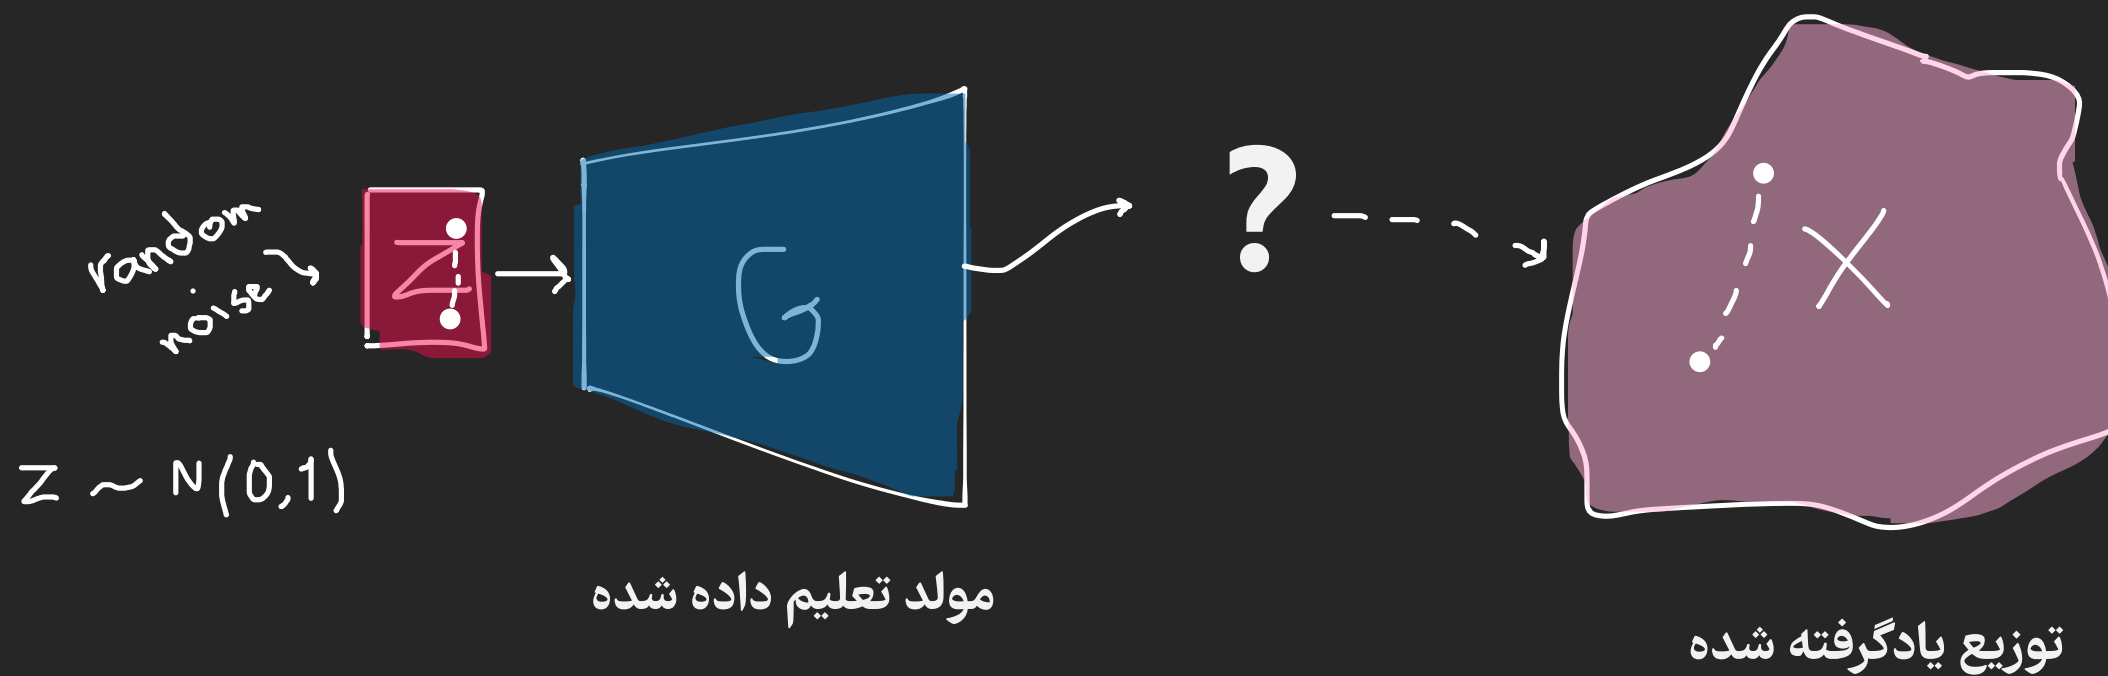 random
noise
Z
G
?
X
Z ~ N(0,1)
مولد تعلیم داده شده
توزیع یادگرفته شده